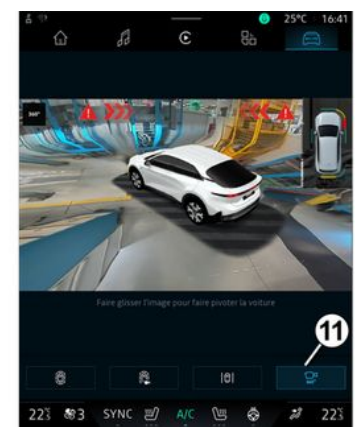 25°C 16:41
360°
Faire glisser l'image pour faire pivoter la voiture
11
22 3 SYNC A/C 22